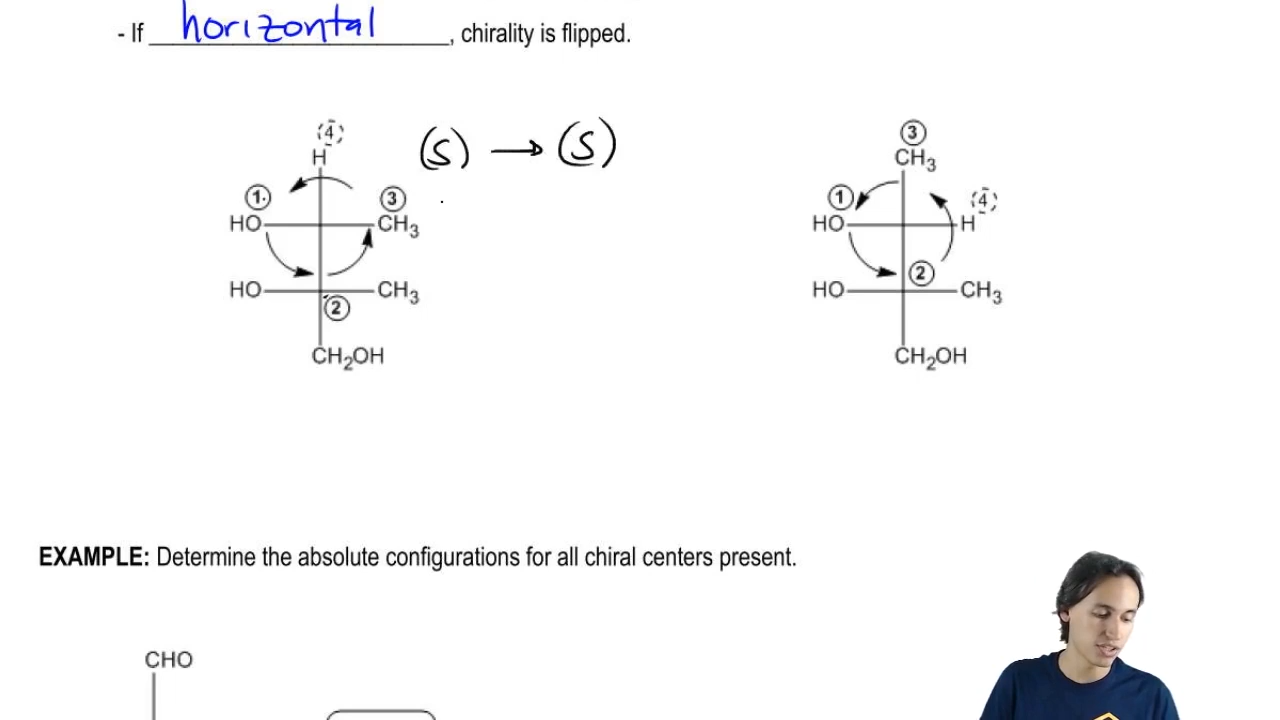 - If horizontal, chirality is flipped.
(4)
H
(S) → (S)
1
3
HO
CH3
HO
CH3
2
CH2OH
3
CH3
1
(4)
HO
H
2
HO
CH3
CH2OH
EXAMPLE: Determine the absolute configurations for all chiral centers present.
CHO